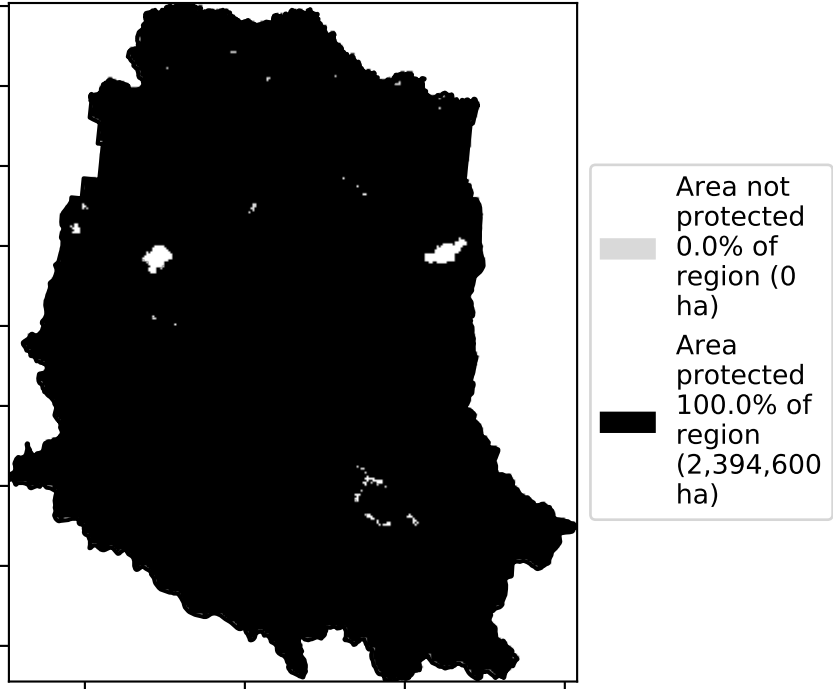 Area not
protected
0.0% of
region (0
ha)
Area
protected
100.0% of
region
(2,394,600
ha)